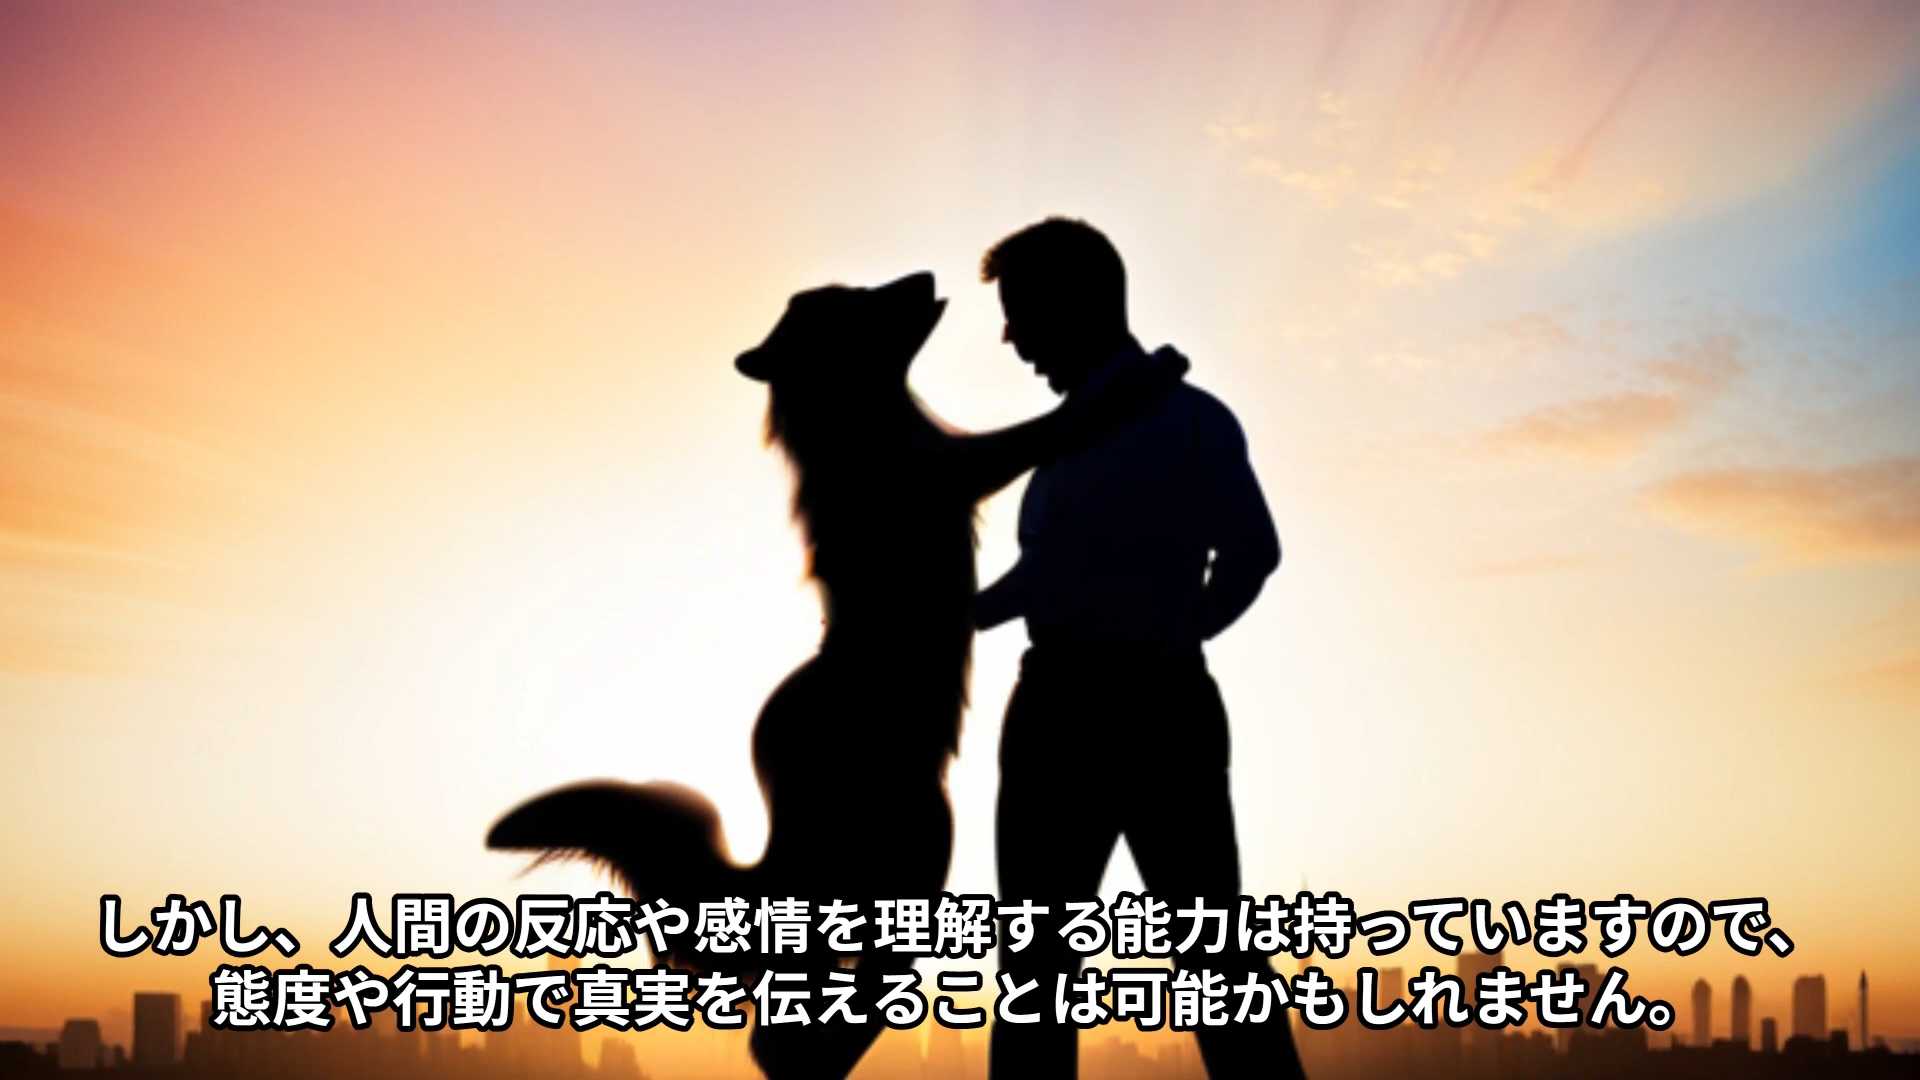 しかし、人間の反応や感情を理解する能力は持っていますので、
態度や行動で真実を伝えることは可能かもしれません。